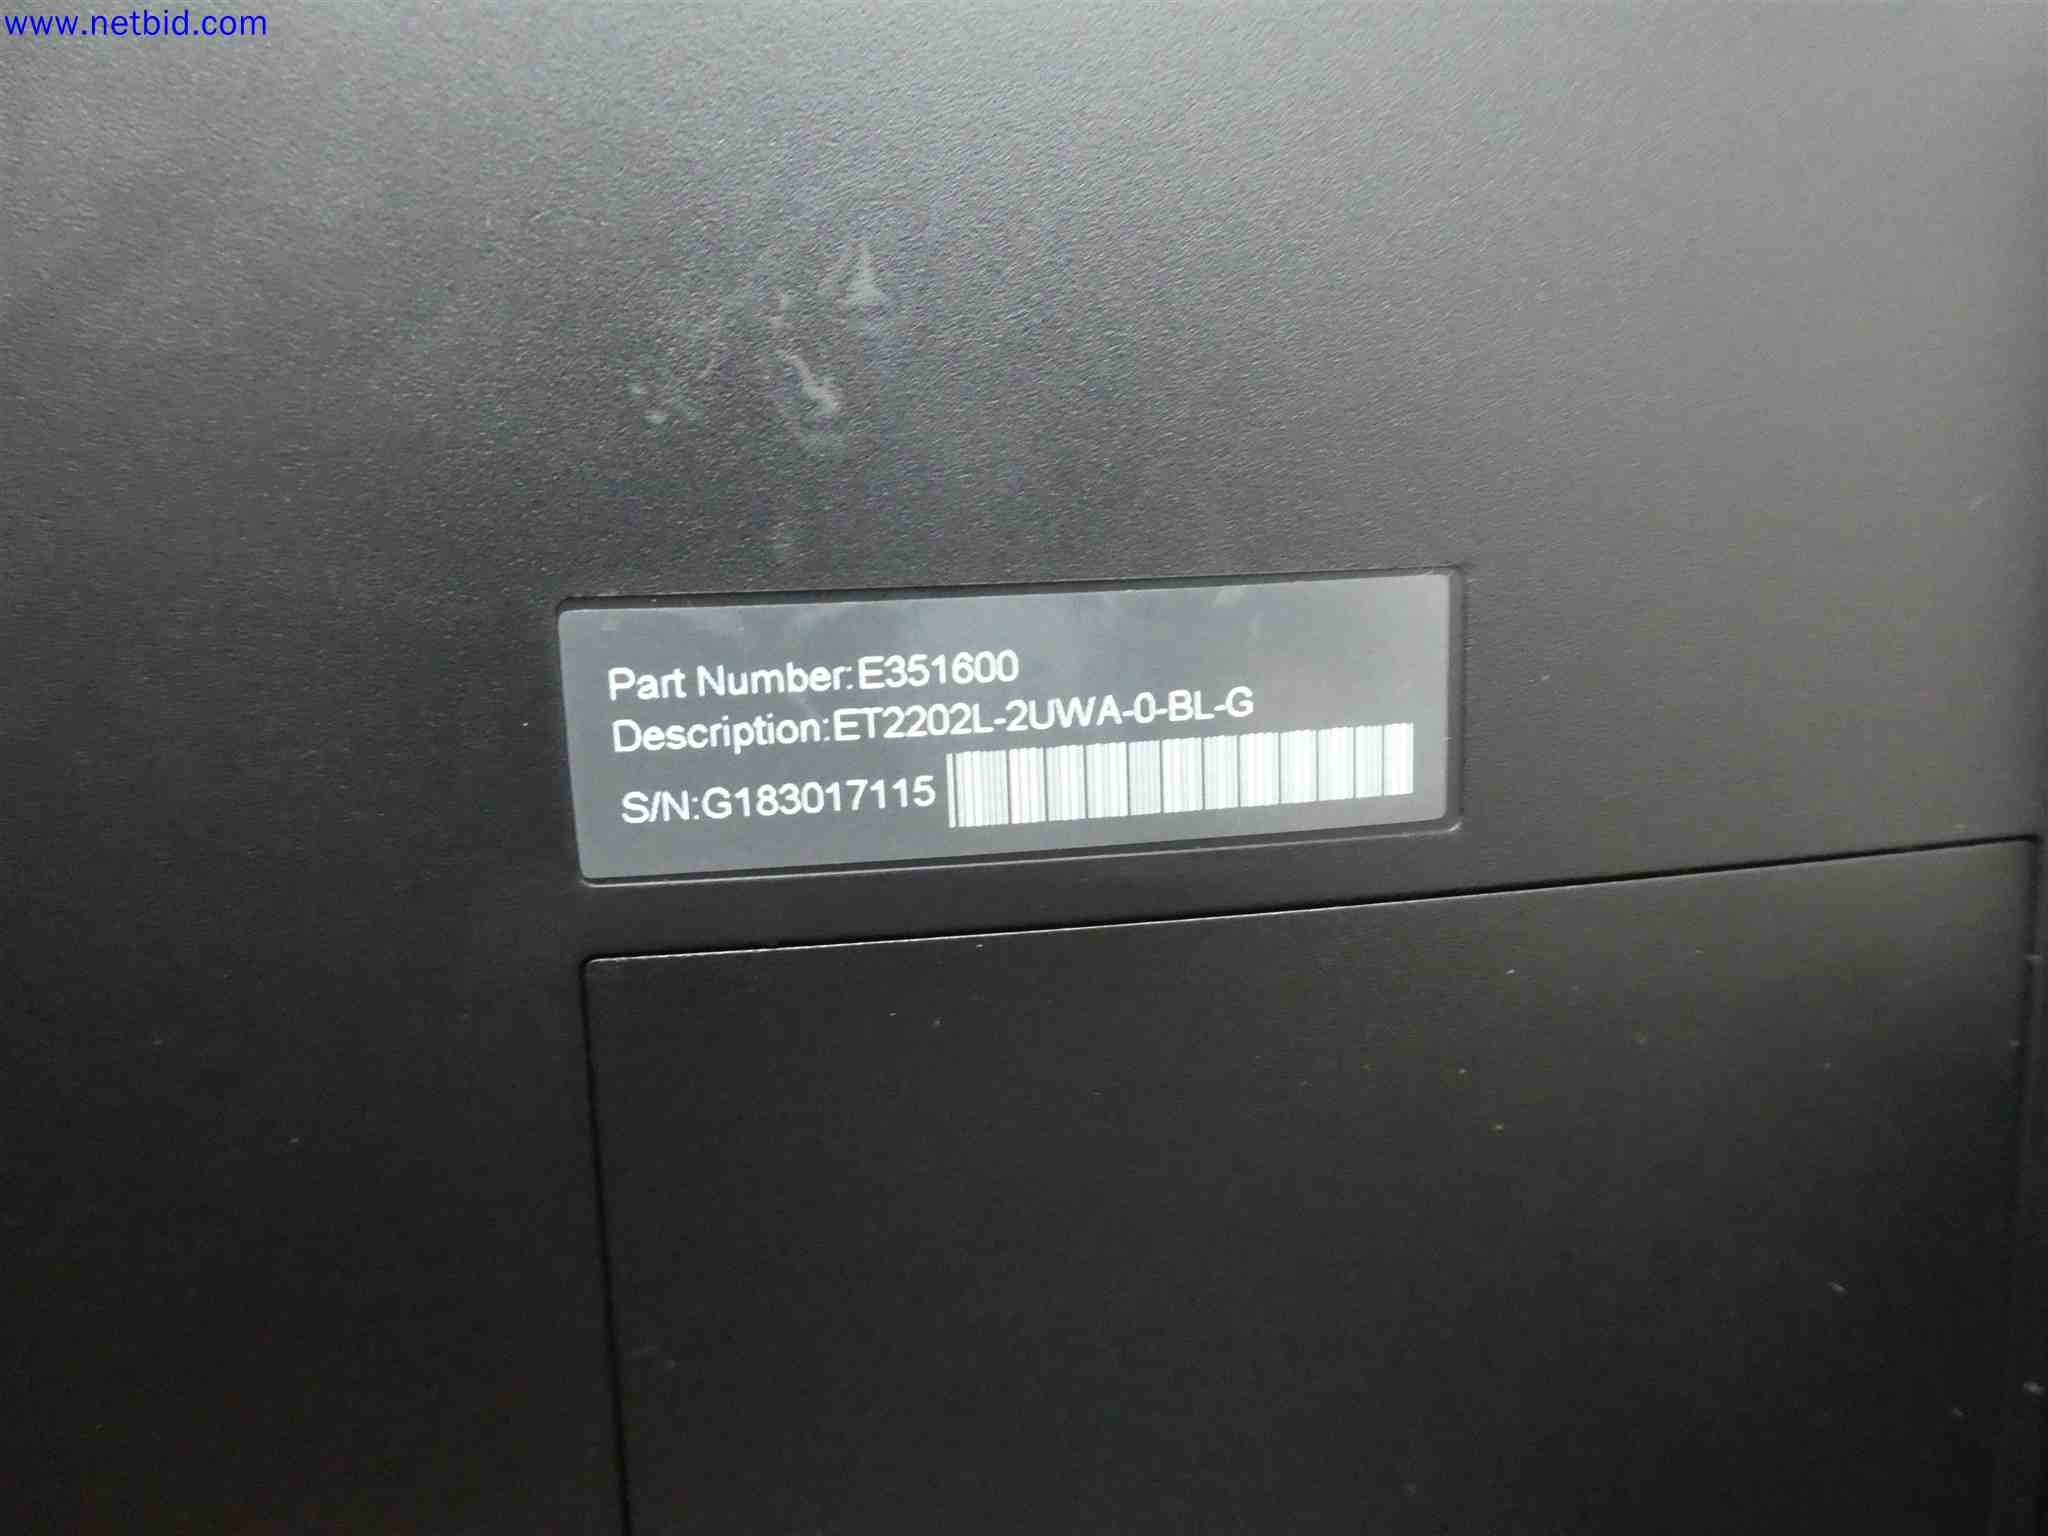 www.netbid.com
Part Number:E351600
Description:ET2202L-2UWA-0-BL-G
S/N:G183017115